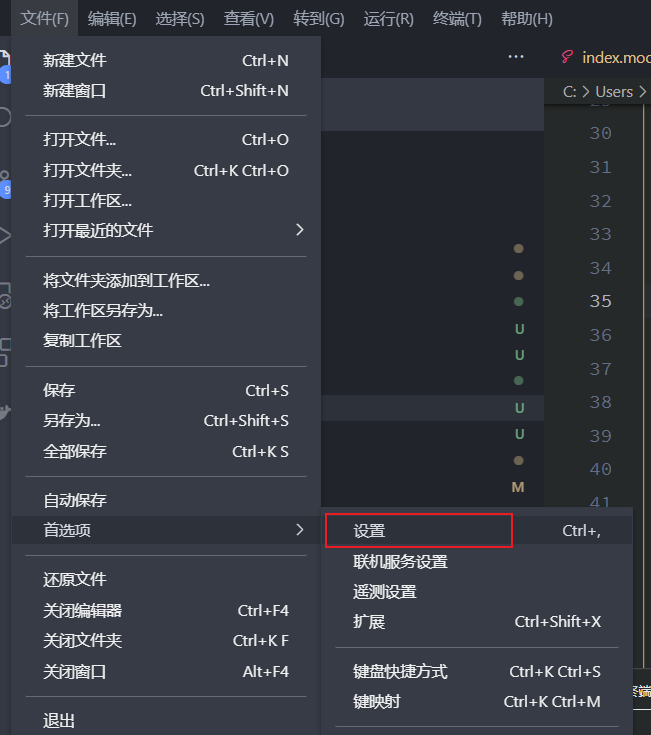 文件(F) 编辑(E) 选择(S) 查看(V) 转到(G) 运行(R) 终端(T) 帮助(H)
新建文件 Ctrl+N
新建窗口 Ctrl+Shift+N
打开文件... Ctrl+O
打开文件夹... Ctrl+K Ctrl+O
打开工作区...
打开最近的文件
将文件夹添加到工作区...
将工作区另存为...
复制工作区
保存 Ctrl+S
另存为... Ctrl+Shift+S
全部保存 Ctrl+K S
自动保存
首选项
还原文件
关闭编辑器 Ctrl+F4
关闭文件夹 Ctrl+K F
关闭窗口 Alt+F4
退出
设置 Ctrl+,
联机服务设置
遥测设置
扩展 Ctrl+Shift+X
键盘快捷方式 Ctrl+K Ctrl+S
键映射 Ctrl+K Ctrl+M
1
9
...
U
U
U
U
M
index.mod
C: > Users >
30
31
32
33
34
35
36
37
38
39
40
41
终端